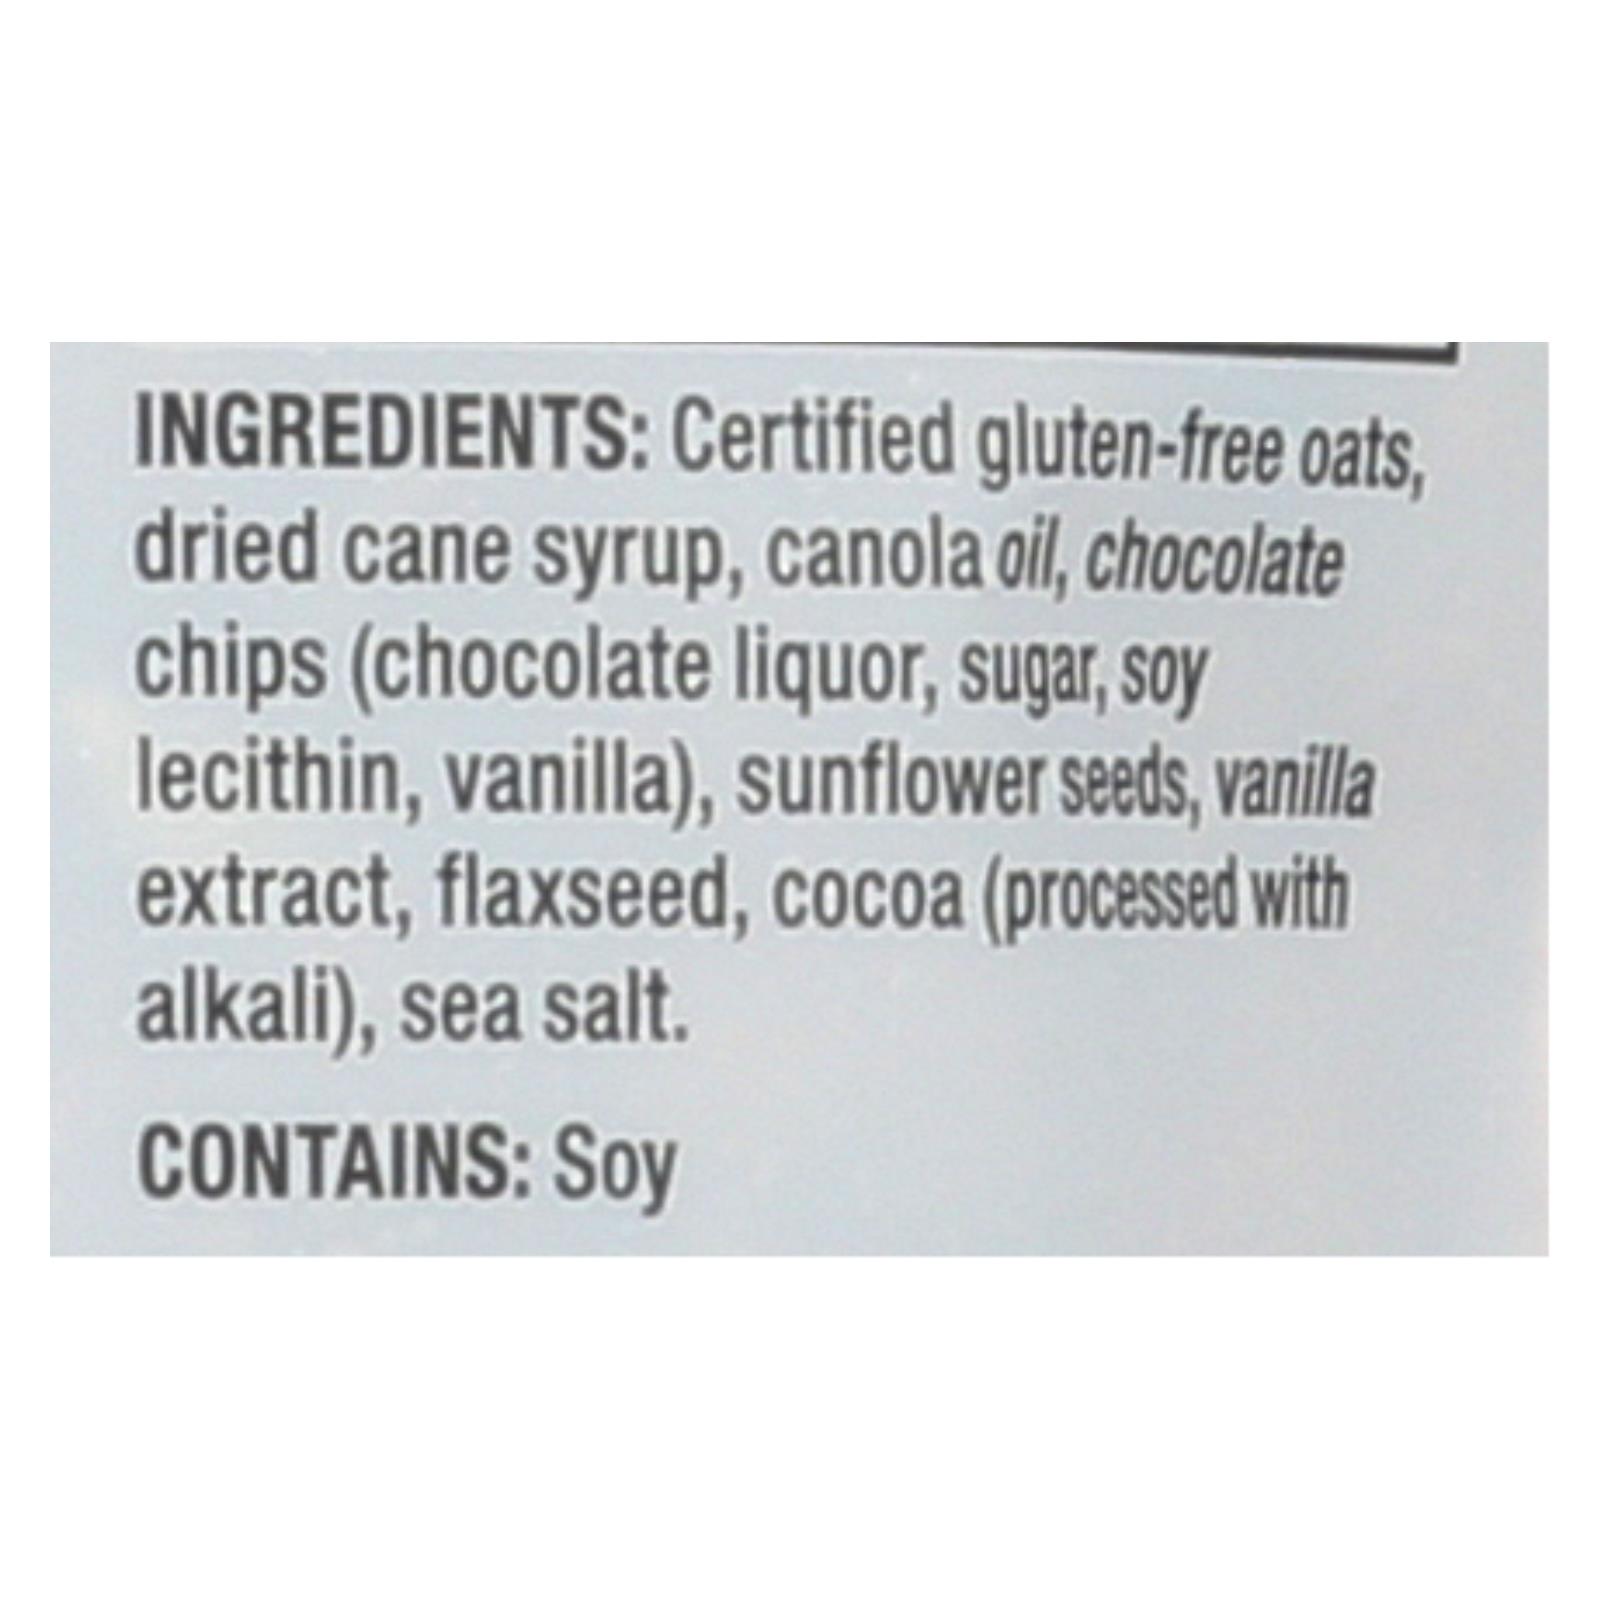 INGREDIENTS: Certified gluten-free oats,
dried cane syrup, canola oil, chocolate
chips (chocolate liquor, sugar, soy
lecithin, vanilla), sunflower seeds, vanilla
extract, flaxseed, cocoa (processed with
alkali), sea salt.
CONTAINS: Soy